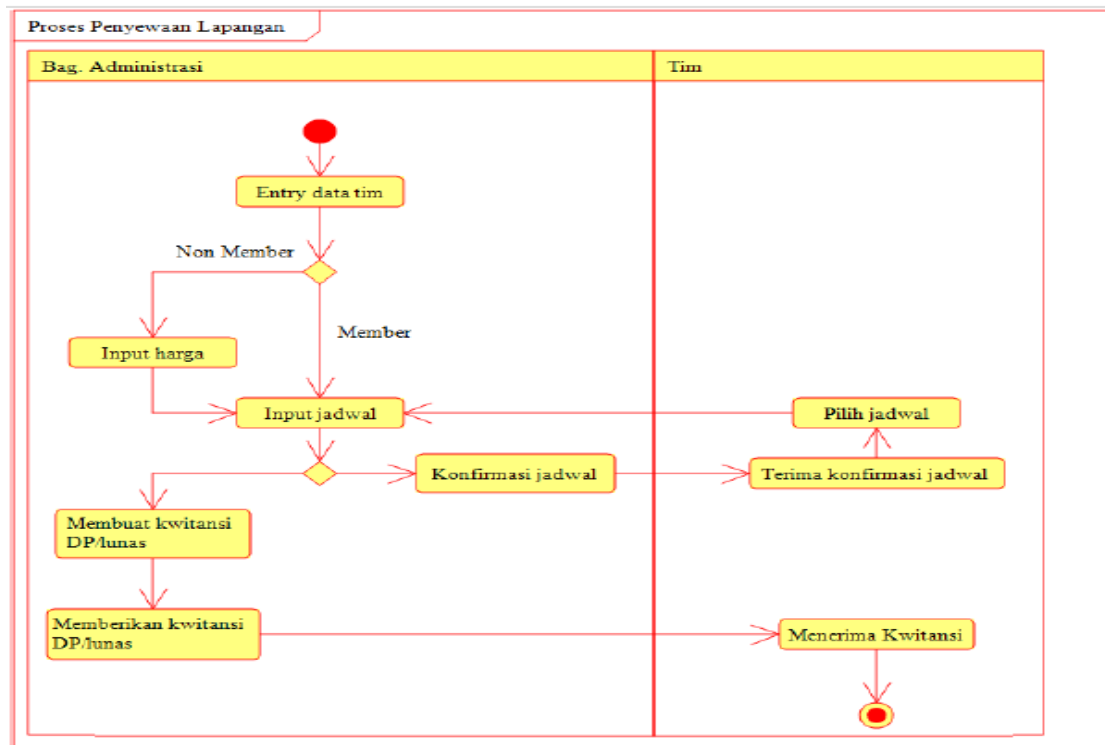 Proses Penyewaan Lapangan
Bag. Administrasi
Tim
Entry data tim
Non Member
Member
Input harga
Input jadwal
Pilih jadwal
Konfirmasi jadwal
Terima konfirmasi jadwal
Membuat kwitansi
DP/lunas
Memberikan kwitansi
DP/lunas
Menerima Kwitansi